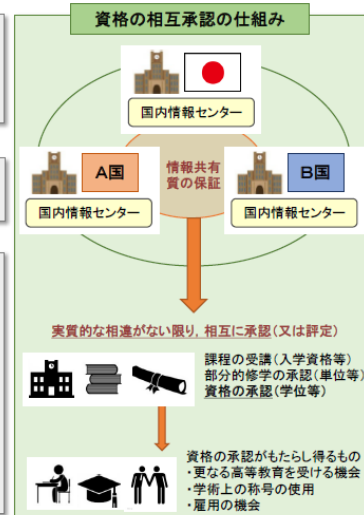 資格の相互承認の仕組み
国内情報センター
A国
情報共有
質の保証
B国
国内情報センター
国内情報センター
実質的な相違がない限り，相互に承認（又は評定）
課程の受講（入学資格等）
部分的修学の承認（単位等）
資格の承認（学位等）
資格の承認がもたらし得るもの
・更なる高等教育を受ける機会
・学術上の称号の使用
・雇用の機会